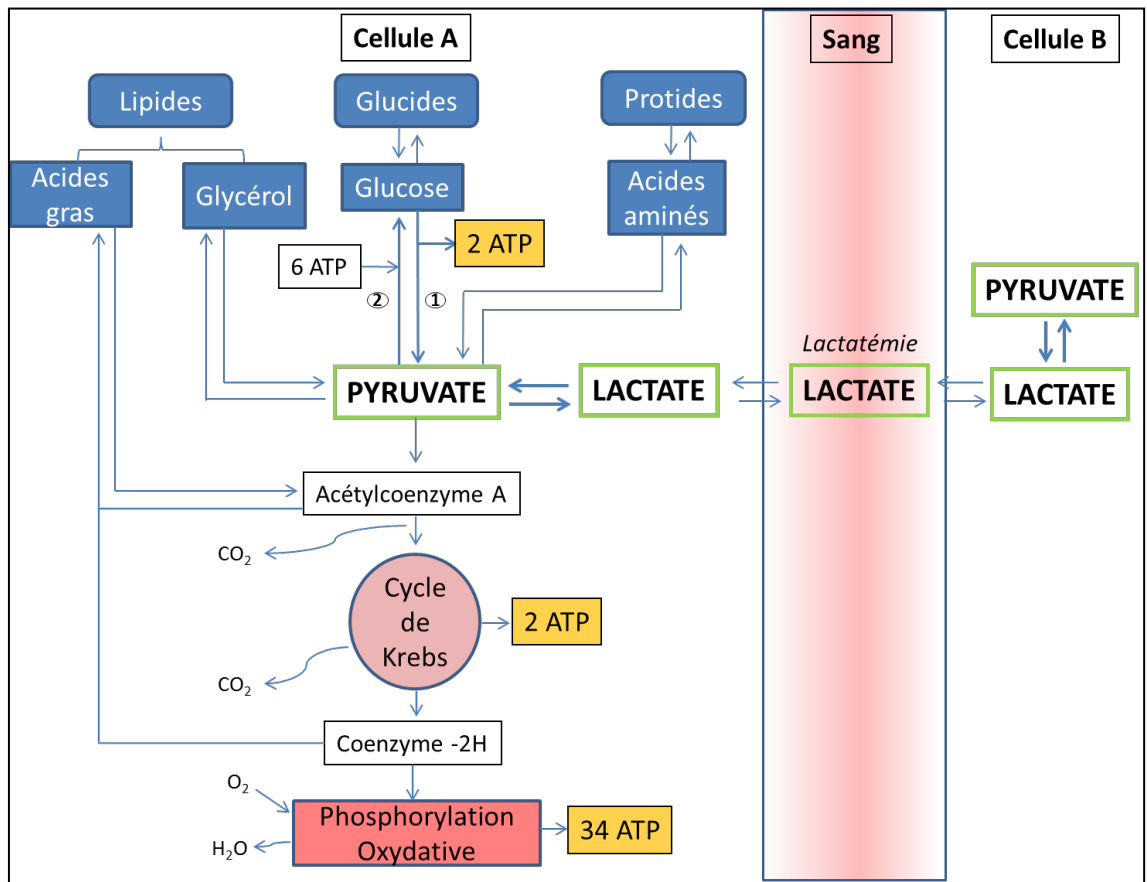 Cellule A
Sang
Cellule B
Lipides
Glucides
Protides
Acides
gras
Glycérol
Glucose
Acides
aminés
2 ATP
6 ATP
②
①
PYRUVATE
Lactatémie
PYRUVATE
LACTATE
LACTATE
LACTATE
Acétylcoenzyme A
CO₂
Cycle
de
Krebs
2 ATP
CO₂
Coenzyme -2H
O₂
Phosphorylation
Oxydative
34 ATP
H₂O